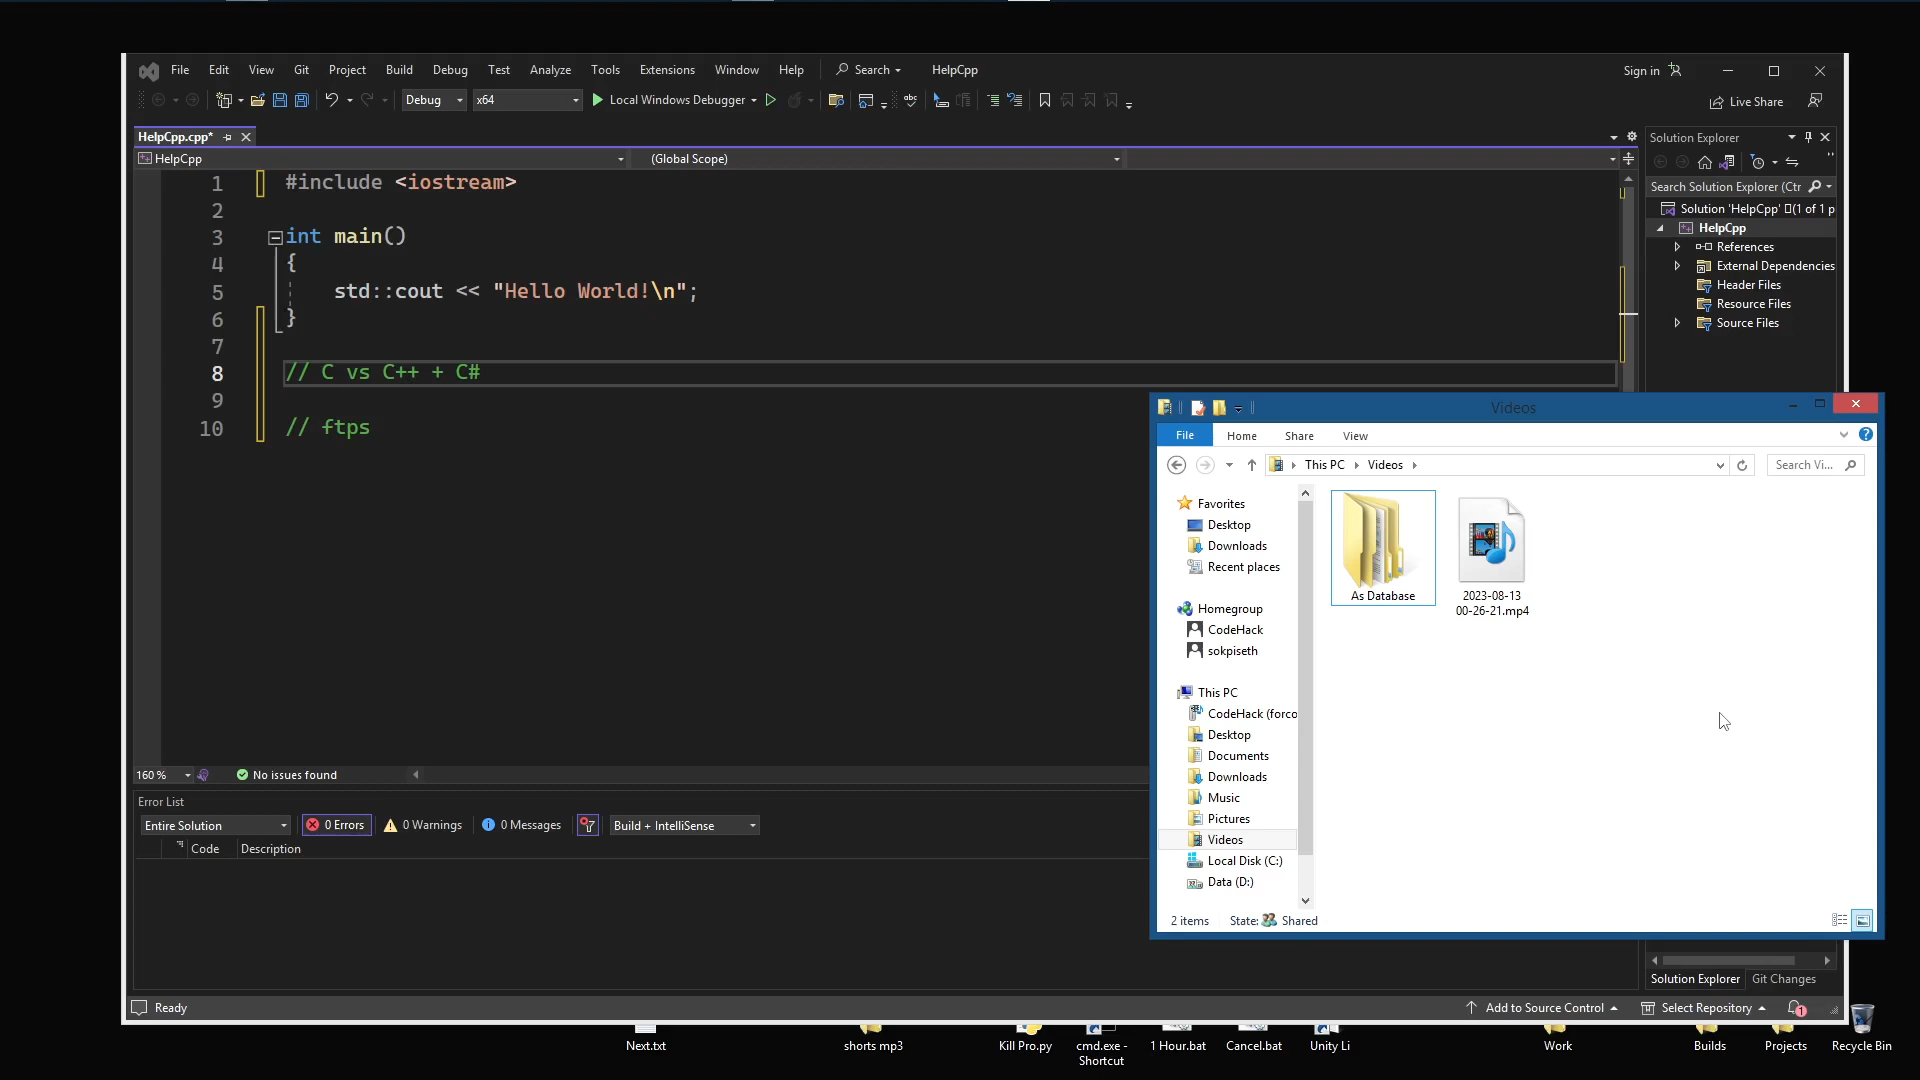 File Edit View Git Project Build Debug Test Analyze Tools Extensions Window Help Search HelpCpp Sign in
Debug x64 Local Windows Debugger Live Share
HelpCpp.cpp*
HelpCpp (Global Scope)
1 #include <iostream>
2
3 int main()
4 {
5 std::cout << "Hello World!\n";
6 }
7
8 // C vs C++ + C#
9
10 // ftps
160 % No issues found
Error List
Entire Solution 0 Errors 0 Warnings 0 Messages Build + IntelliSense
Code Description
Ready Add to Source Control Select Repository 1
Solution Explorer
Search Solution Explorer (Ctr
Solution 'HelpCpp' (1 of 1 p
HelpCpp
References
External Dependencies
Header Files
Resource Files
Source Files
Solution Explorer Git Changes
Videos
File Home Share View
This PC Videos Search Vi...
Favorites
Desktop
Downloads
Recent places
Homegroup
CodeHack
sokpiseth
This PC
CodeHack (forco
Desktop
Documents
Downloads
Music
Pictures
Videos
Local Disk (C:)
Data (D:)
As Database
2023-08-13
00-26-21.mp4
2 items State: Shared
Next.txt shorts mp3 Kill Pro.py cmd.exe - 1 Hour.bat Cancel.bat Unity Li Work Builds Projects Recycle Bin
Shortcut